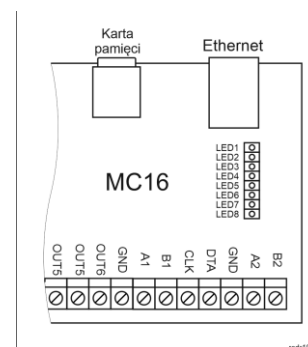 Karta
pamięci
Ethernet
LED1
LED2
LED3
LED4
LED5
LED6
LED7
LED8
MC16
OUT5
OUT5
OUT6
GND
A1
B1
CLK
DTA
GND
A2
B2